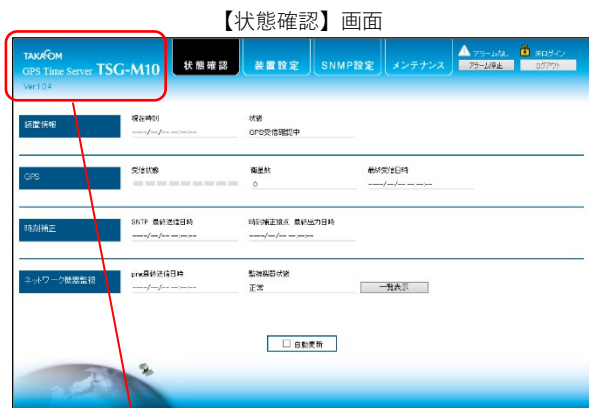 【状態確認】画面
TAKACOM
GPS Time Server TSG-M10
Ver1.04
状態確認 装置設定 SNMP設定 メンテナンス
アラームなし 未ログイン
アラーム停止 ログアウト
装置情報 現在時刻 状態
----/--/-- --:--:-- GPS受信確認中
GPS 受信状態 衛星数 最終受信日時
0 ----/--/-- --:--:--
時刻補正 SNTP 最終送信日時 時刻補正接点 最終出力日時
----/--/-- --:--:-- ----/--/-- --:--:--
ネットワーク機器監視 ping最終送信日時 監視機器状態
----/--/-- --:--:-- 正常 一覧表示
自動更新